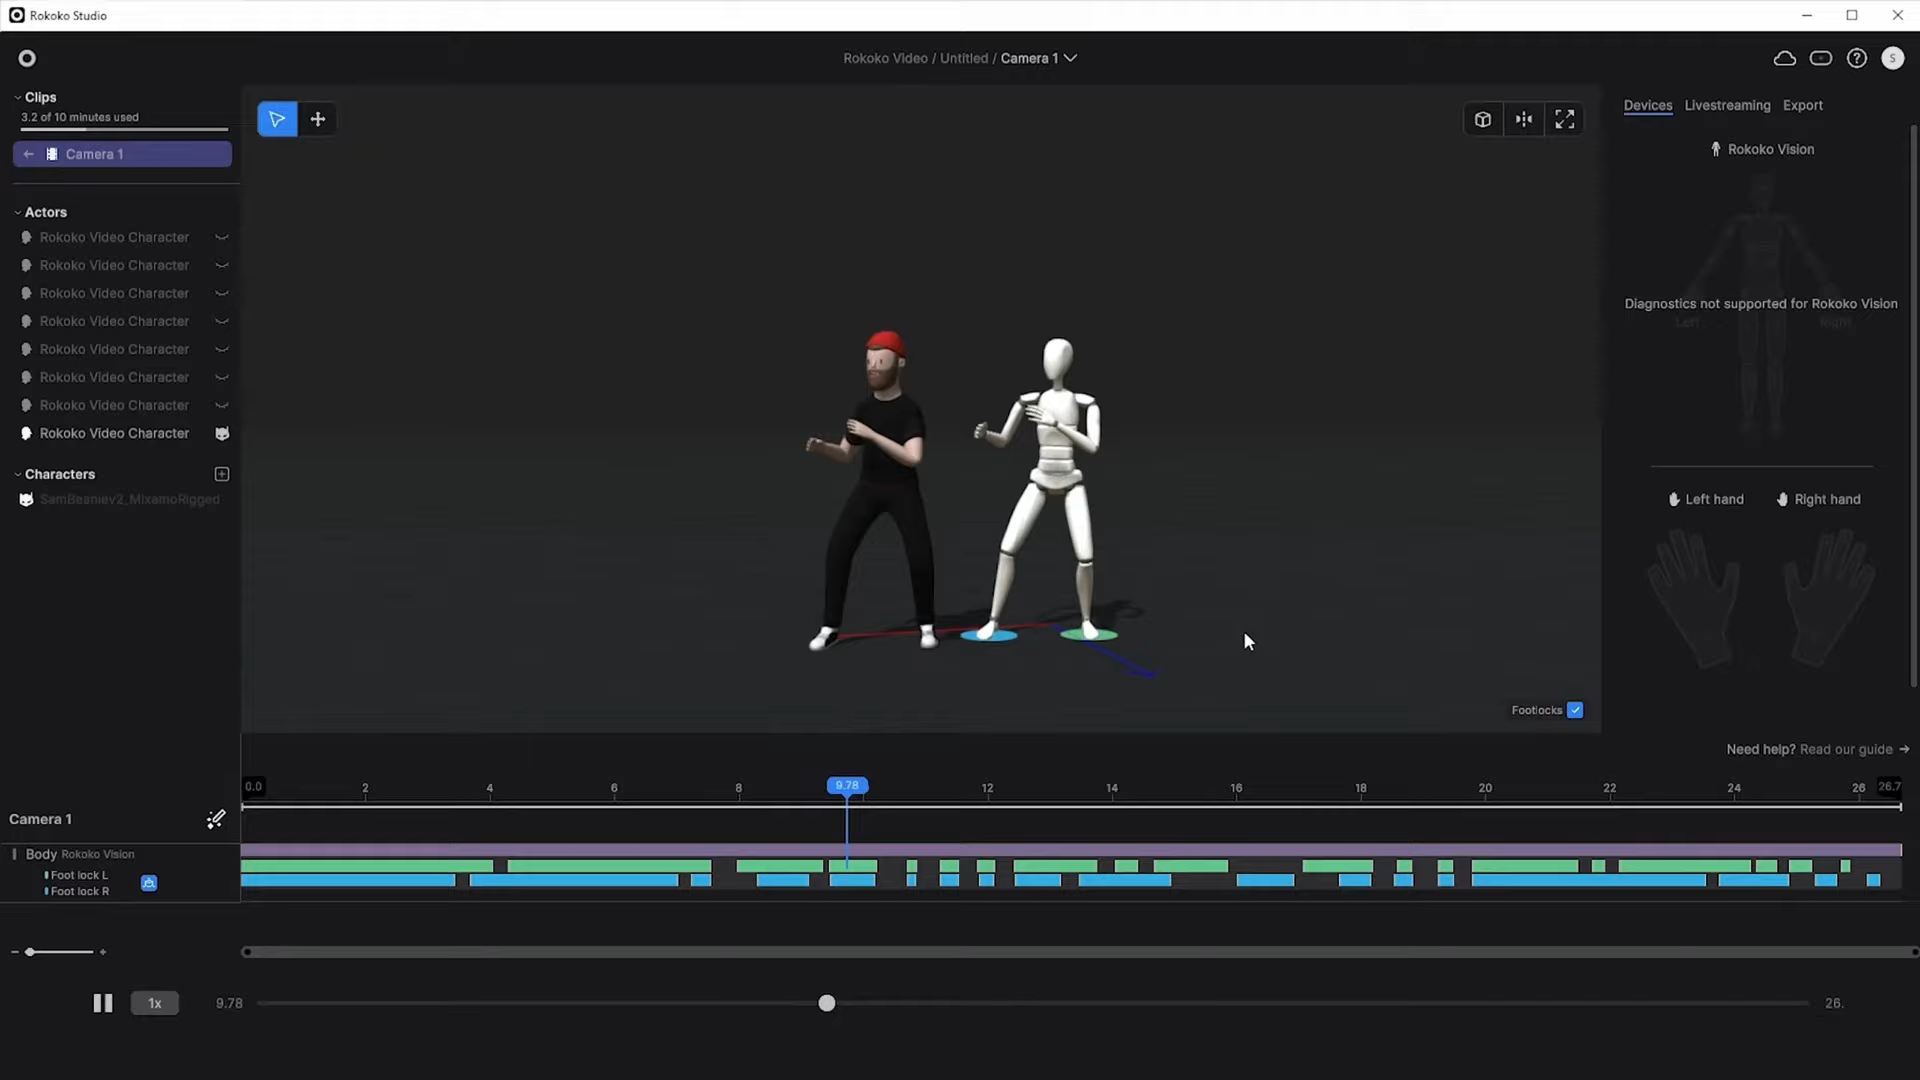 Rokoko Studio
Rokoko Video / Untitled / Camera 1
S
Clips
3.2 of 10 minutes used
Camera 1
Actors
Rokoko Video Character
Rokoko Video Character
Rokoko Video Character
Rokoko Video Character
Rokoko Video Character
Rokoko Video Character
Rokoko Video Character
Rokoko Video Character
Characters
SamBeaniev2_MixamoRigged
Devices Livestreaming Export
Rokoko Vision
Diagnostics not supported for Rokoko Vision
Left Right
Left hand Right hand
Footlocks
Need help? Read our guide
0.0 2 4 6 8 9.78 12 14 16 18 20 22 24 26 26.7
Camera 1
Body Rokoko Vision
Foot lock L
Foot lock R
1x 9.78 26.